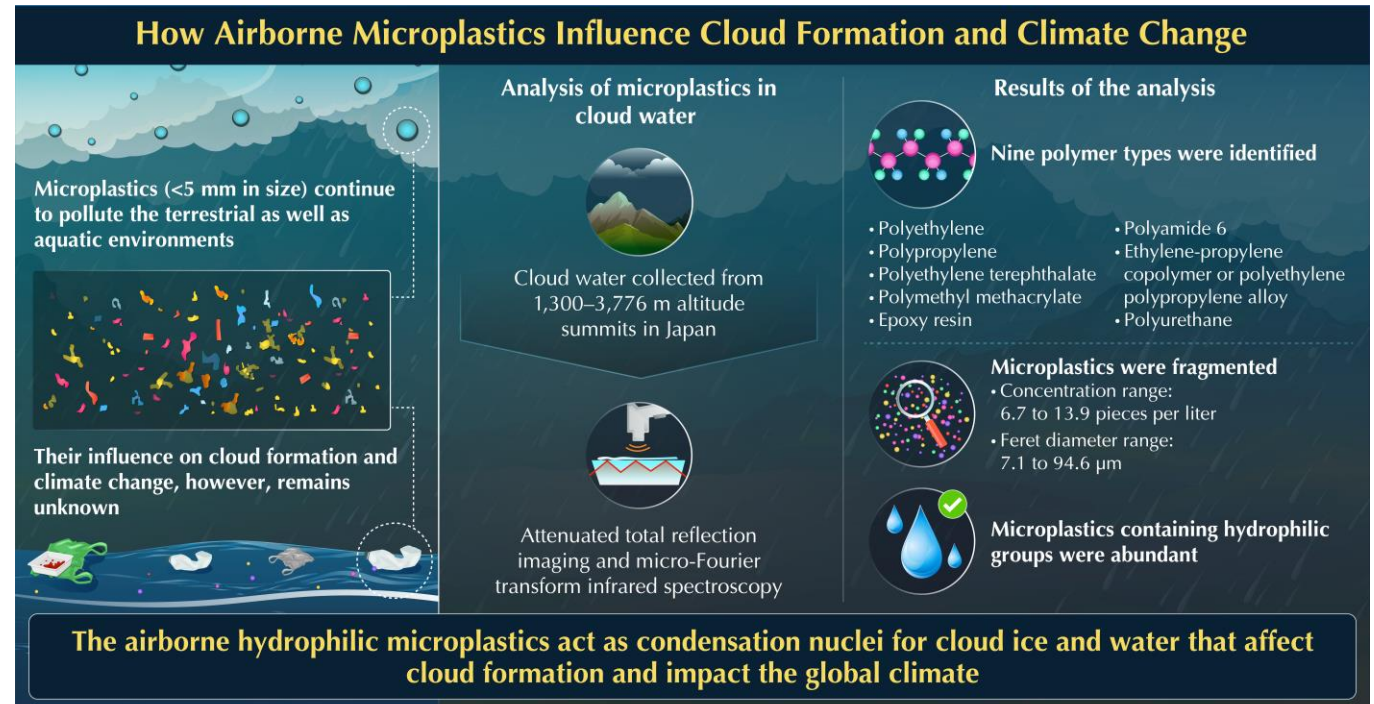 How Airborne Microplastics Influence Cloud Formation and Climate Change
Microplastics (<5 mm in size) continue
to pollute the terrestrial as well as
aquatic environments
Their influence on cloud formation and
climate change, however, remains
unknown
Analysis of microplastics in
cloud water
Cloud water collected from
1,300–3,776 m altitude
summits in Japan
Attenuated total reflection
imaging and micro-Fourier
transform infrared spectroscopy
Results of the analysis
Nine polymer types were identified
• Polyethylene
• Polypropylene
• Polyethylene terephthalate
• Polymethyl methacrylate
• Epoxy resin
• Polyamide 6
• Ethylene-propylene
copolymer or polyethylene
polypropylene alloy
• Polyurethane
Microplastics were fragmented
• Concentration range:
6.7 to 13.9 pieces per liter
• Feret diameter range:
7.1 to 94.6 µm
Microplastics containing hydrophilic
groups were abundant
The airborne hydrophilic microplastics act as condensation nuclei for cloud ice and water that affect
cloud formation and impact the global climate